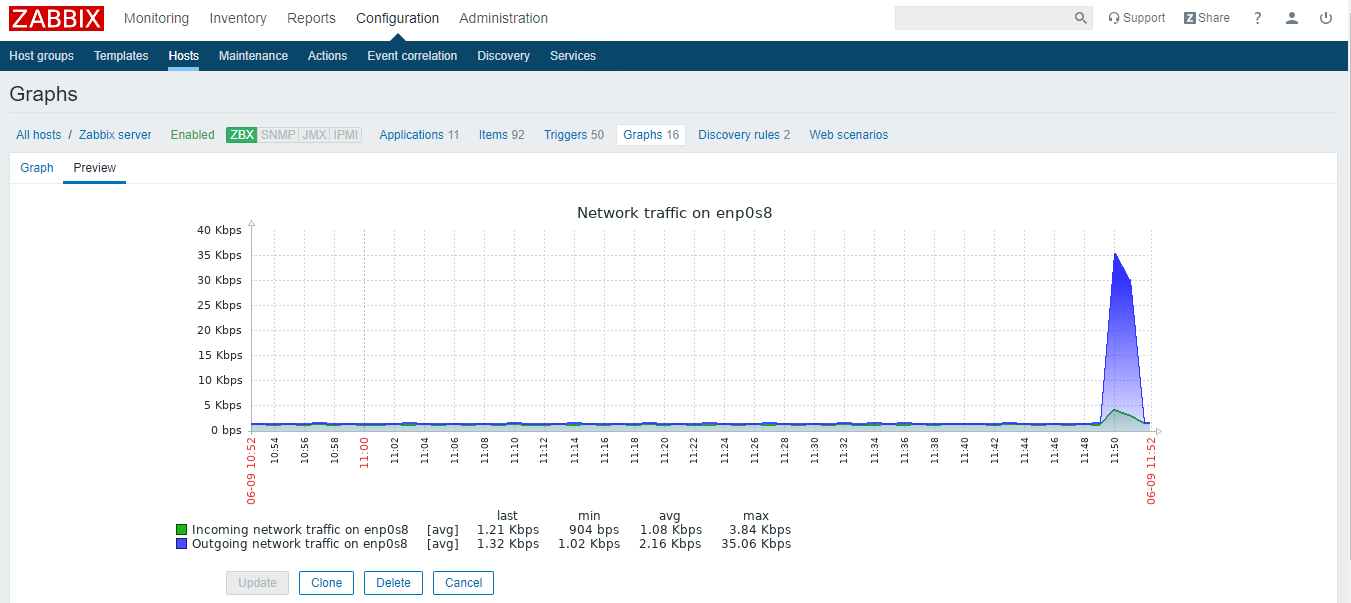 ZABBIX Monitoring Inventory Reports Configuration Administration Support Z Share ?
Host groups Templates Hosts Maintenance Actions Event correlation Discovery Services
Graphs
All hosts / Zabbix server Enabled ZBX SNMP JMX IPMI Applications 11 Items 92 Triggers 50 Graphs 16 Discovery rules 2 Web scenarios
Graph Preview
Network traffic on enp0s8
40 Kbps
35 Kbps
30 Kbps
25 Kbps
20 Kbps
15 Kbps
10 Kbps
5 Kbps
0 bps
06-09 10:52 10:54 10:56 10:58 11:00 11:02 11:04 11:06 11:08 11:10 11:12 11:14 11:16 11:18 11:20 11:22 11:24 11:26 11:28 11:30 11:32 11:34 11:36 11:38 11:40 11:42 11:44 11:46 11:48 11:50 06-09 11:52
last min avg max
Incoming network traffic on enp0s8 [avg] 1.21 Kbps 904 bps 1.08 Kbps 3.84 Kbps
Outgoing network traffic on enp0s8 [avg] 1.32 Kbps 1.02 Kbps 2.16 Kbps 35.06 Kbps
Update Clone Delete Cancel